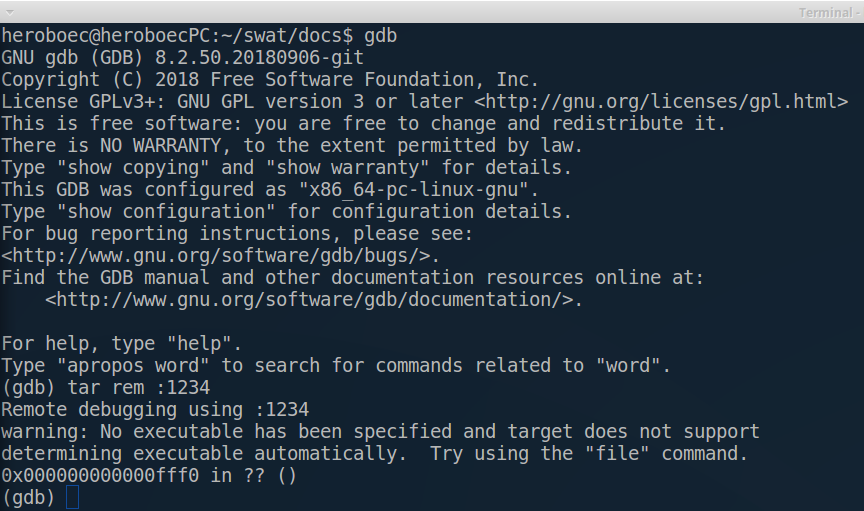 Terminal -
heroboec@heroboecPC:~/swat/docs$ gdb
GNU gdb (GDB) 8.2.50.20180906-git
Copyright (C) 2018 Free Software Foundation, Inc.
License GPLv3+: GNU GPL version 3 or later <http://gnu.org/licenses/gpl.html>
This is free software: you are free to change and redistribute it.
There is NO WARRANTY, to the extent permitted by law.
Type "show copying" and "show warranty" for details.
This GDB was configured as "x86_64-pc-linux-gnu".
Type "show configuration" for configuration details.
For bug reporting instructions, please see:
<http://www.gnu.org/software/gdb/bugs/>.
Find the GDB manual and other documentation resources online at:
    <http://www.gnu.org/software/gdb/documentation/>.

For help, type "help".
Type "apropos word" to search for commands related to "word".
(gdb) tar rem :1234
Remote debugging using :1234
warning: No executable has been specified and target does not support
determining executable automatically.  Try using the "file" command.
0x000000000000fff0 in ?? ()
(gdb)